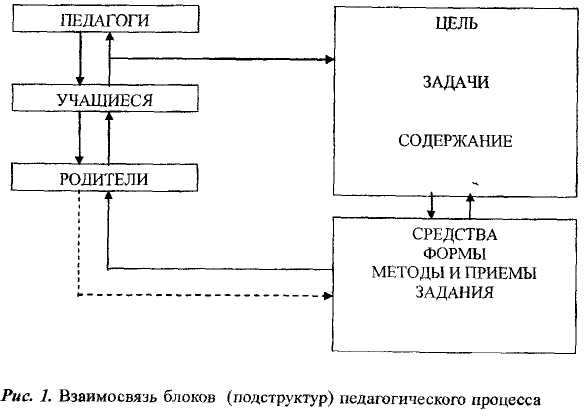 ПЕДАГОГИ
УЧАЩИЕСЯ
РОДИТЕЛИ
ЦЕЛЬ
ЗАДАЧИ
СОДЕРЖАНИЕ
СРЕДСТВА
ФОРМЫ
МЕТОДЫ И ПРИЕМЫ
ЗАДАНИЯ
Рис. 1. Взаимосвязь блоков (подструктур) педагогического процесса